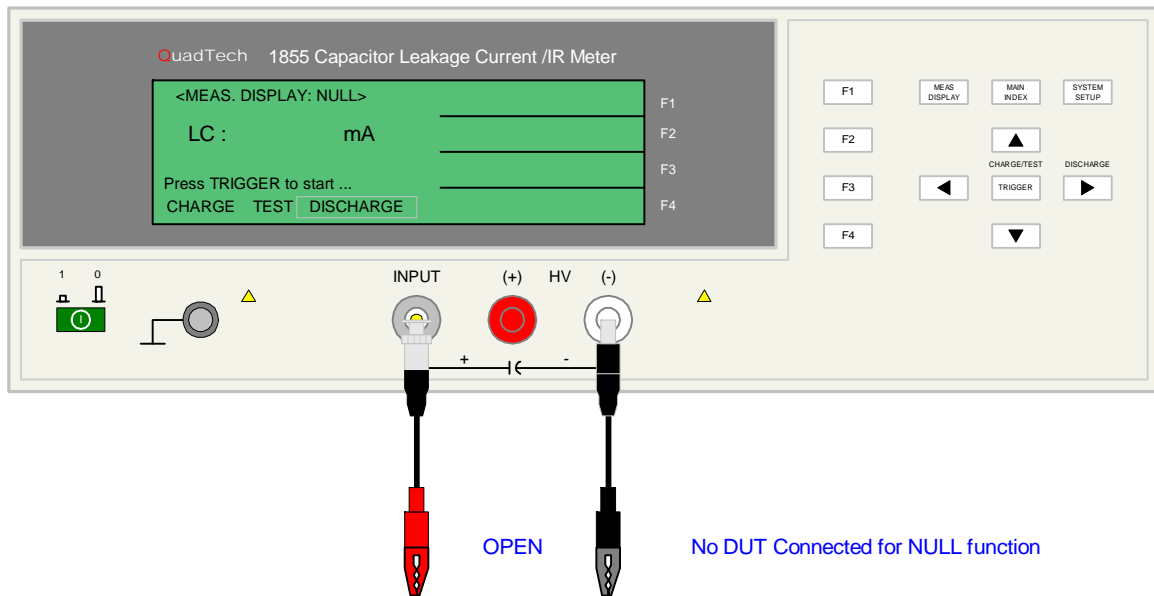 QuadTech 1855 Capacitor Leakage Current /IR Meter
<MEAS. DISPLAY: NULL>
LC : mA
Press TRIGGER to start ...
CHARGE TEST DISCHARGE
F1
F2
F3
F4
F1
F2
F3
F4
MEAS DISPLAY
MAIN INDEX
SYSTEM SETUP
CHARGE/TEST
DISCHARGE
TRIGGER
1 0
INPUT (+) HV (-)
+ -
OPEN
No DUT Connected for NULL function